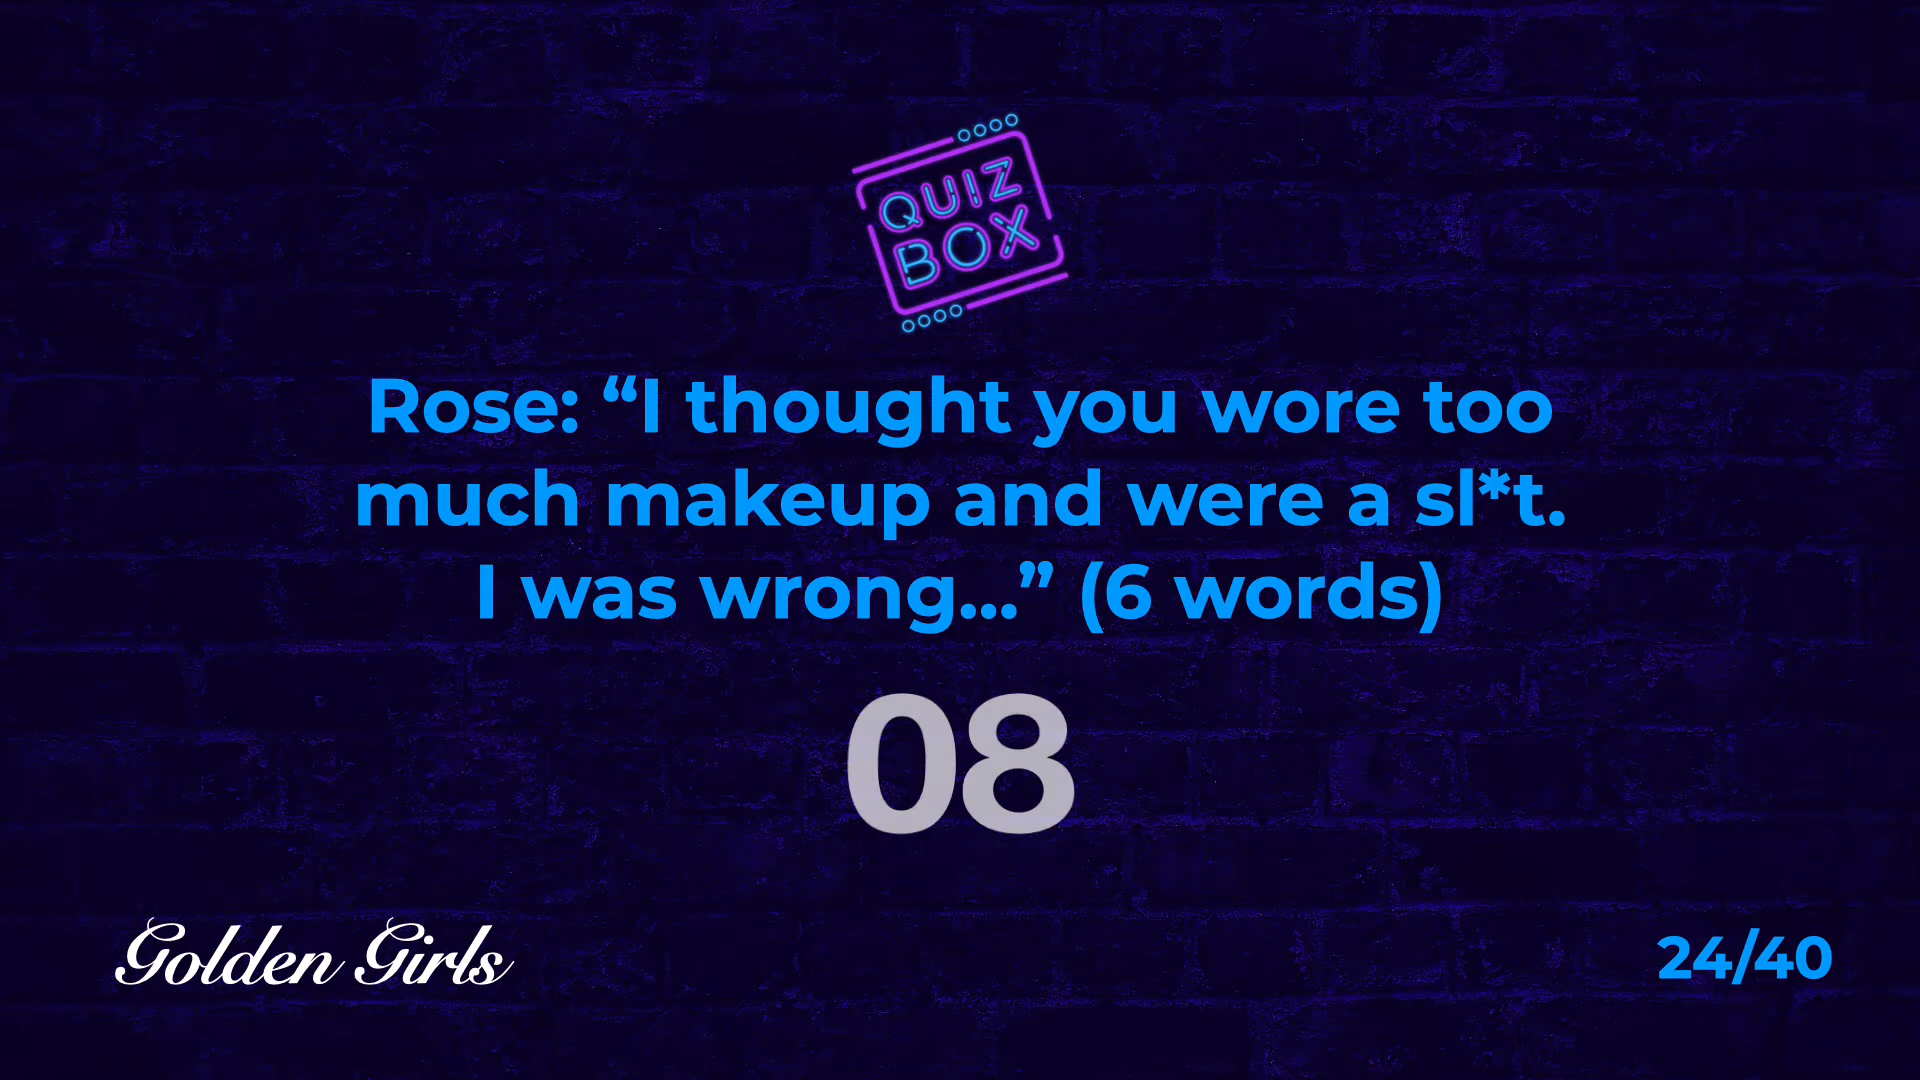 QUIZ
BOX
Rose: “I thought you wore too
much makeup and were a sl*t.
I was wrong...” (6 words)
08
Golden Girls
24/40